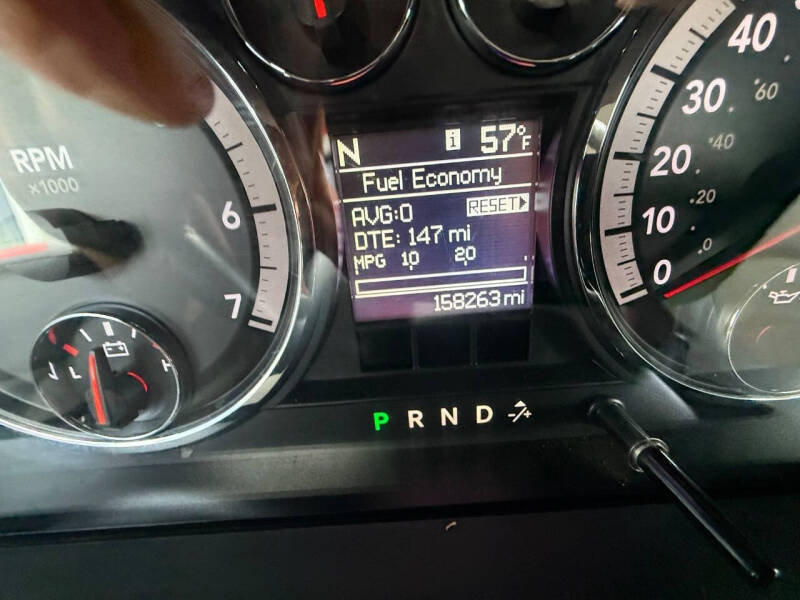 RPM
x1000
6
7
L H
N i 57°F
Fuel Economy
AVG:0 RESET
DTE: 147 mi
MPG 10 20
158263 mi
P R N D -/+
40
30
20
10
0
60
40
20
0